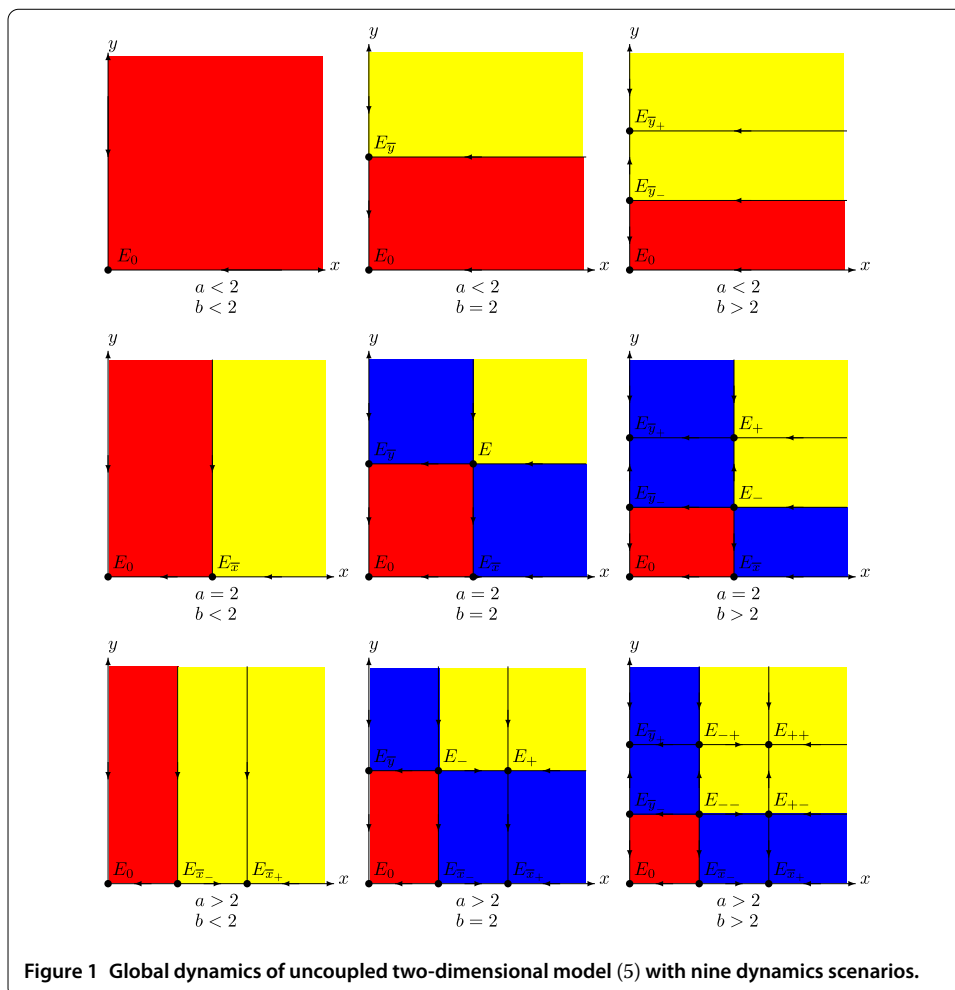 y
E_0
x
a < 2
b < 2
y
E_{\overline{y}}
E_0
x
a < 2
b = 2
y
E_{\overline{y}_+}
E_{\overline{y}_-}
E_0
x
a < 2
b > 2
y
E_0
E_{\overline{x}}
x
a = 2
b < 2
y
E_{\overline{y}}
E
E_0
E_{\overline{x}}
x
a = 2
b = 2
y
E_{\overline{y}_+}
E_+
E_{\overline{y}_-}
E_-
E_0
E_{\overline{x}}
x
a = 2
b > 2
y
E_0
E_{\overline{x}_-}
E_{\overline{x}_+}
x
a > 2
b < 2
y
E_{\overline{y}}
E_-
E_+
E_0
E_{\overline{x}_-}
E_{\overline{x}_+}
x
a > 2
b = 2
y
E_{\overline{y}_+}
E_{-+}
E_{++}
E_{\overline{y}_-}
E_{--}
E_{+-}
E_0
E_{\overline{x}_-}
E_{\overline{x}_+}
x
a > 2
b > 2
Figure 1 Global dynamics of uncoupled two-dimensional model (5) with nine dynamics scenarios.